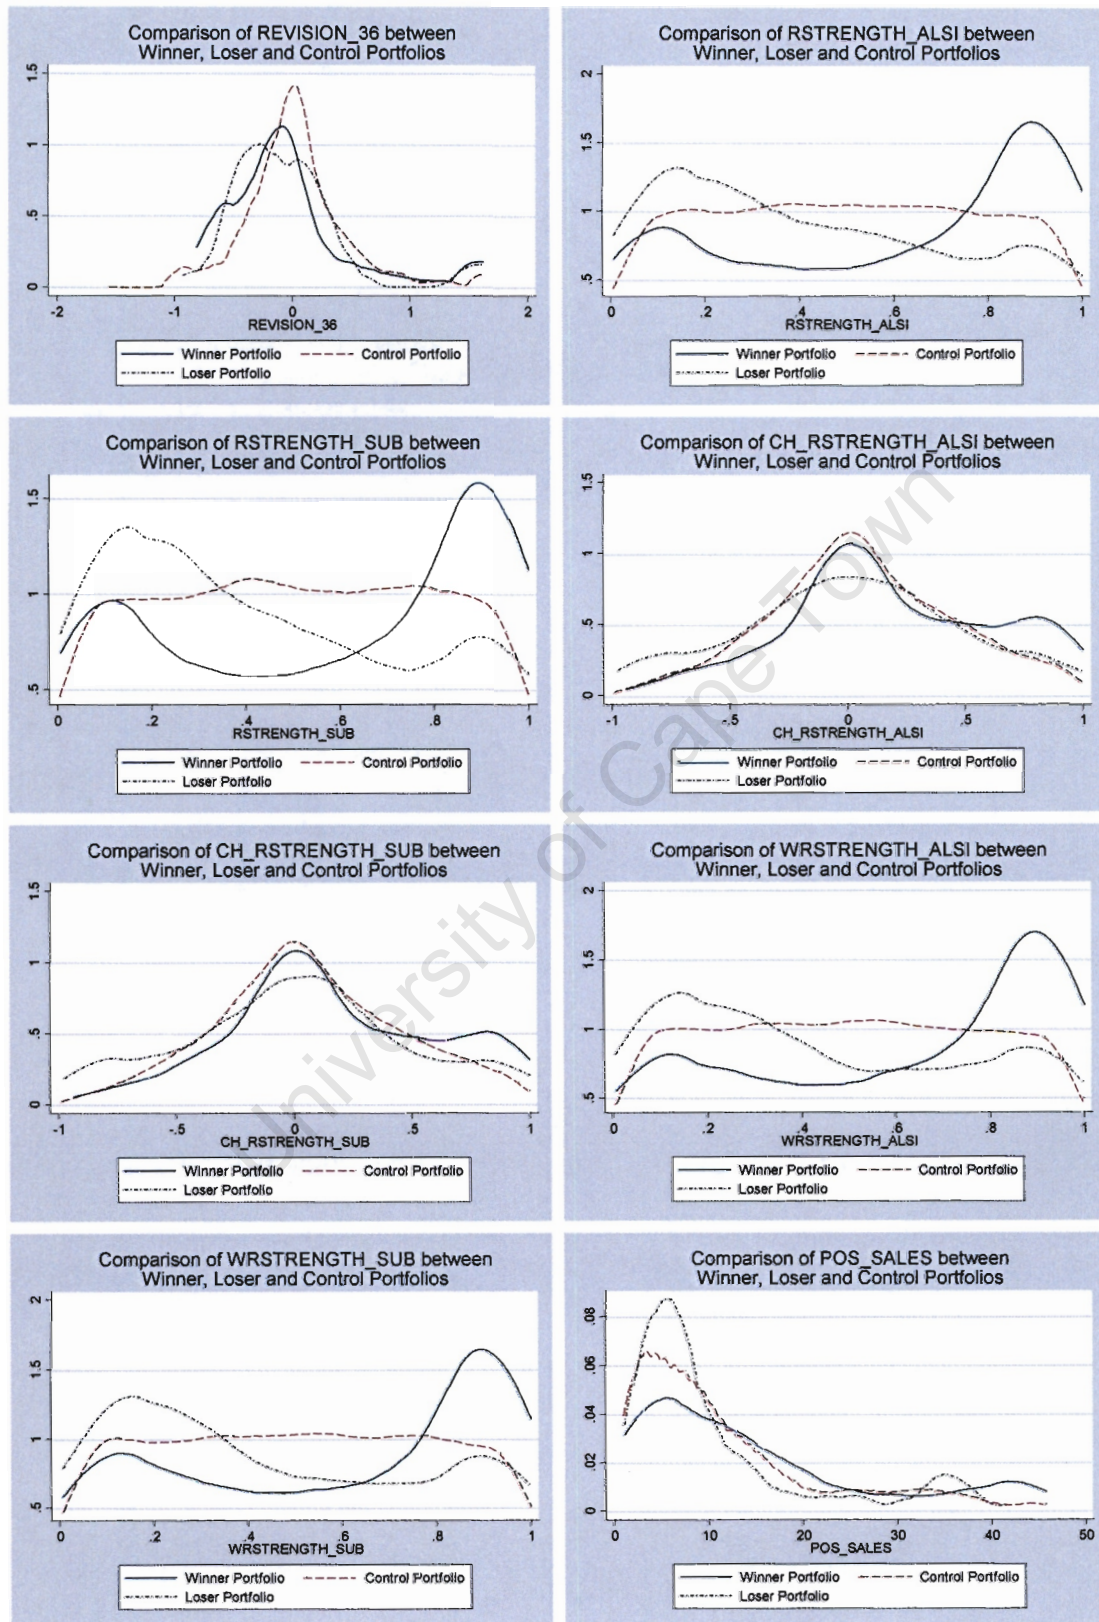 Comparison of REVISION_36 between
Winner, Loser and Control Portfolios
0 .5 1 1.5
-2 -1 0 1 2
REVISION_36
Winner Portfolio Control Portfolio
Loser Portfolio
Comparison of RSTRENGTH_ALSI between
Winner, Loser and Control Portfolios
.5 1 1.5 2
0 .2 .4 .6 .8 1
RSTRENGTH_ALSI
Winner Portfolio Control Portfolio
Loser Portfolio
Comparison of RSTRENGTH_SUB between
Winner, Loser and Control Portfolios
.5 1 1.5
0 .2 .4 .6 .8 1
RSTRENGTH_SUB
Winner Portfolio Control Portfolio
Loser Portfolio
Comparison of CH_RSTRENGTH_ALSI between
Winner, Loser and Control Portfolios
0 .5 1 1.5
-1 -.5 0 .5 1
CH_RSTRENGTH_ALSI
Winner Portfolio Control Portfolio
Loser Portfolio
Comparison of CH_RSTRENGTH_SUB between
Winner, Loser and Control Portfolios
0 .5 1 1.5
-1 -.5 0 .5 1
CH_RSTRENGTH_SUB
Winner Portfolio Control Portfolio
Loser Portfolio
Comparison of WRSTRENGTH_ALSI between
Winner, Loser and Control Portfolios
.5 1 1.5 2
0 .2 .4 .6 .8 1
WRSTRENGTH_ALSI
Winner Portfolio Control Portfolio
Loser Portfolio
Comparison of WRSTRENGTH_SUB between
Winner, Loser and Control Portfolios
.5 1 1.5 2
0 .2 .4 .6 .8 1
WRSTRENGTH_SUB
Winner Portfolio Control Portfolio
Loser Portfolio
Comparison of POS_SALES between
Winner, Loser and Control Portfolios
0 .02 .04 .06 .08
0 10 20 30 40 50
POS_SALES
Winner Portfolio Control Portfolio
Loser Portfolio
University of Cape Town